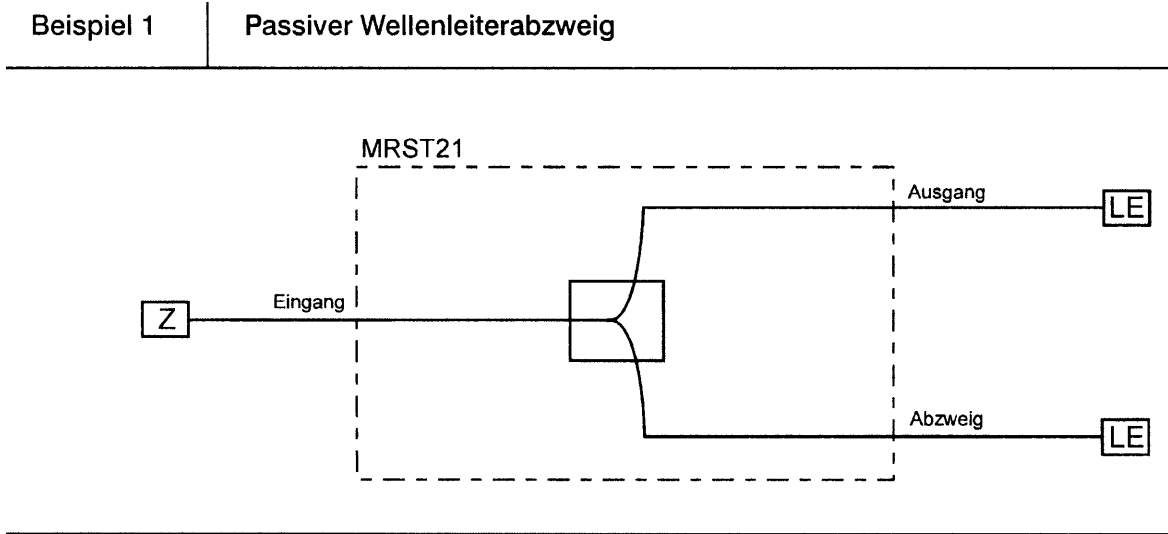 Beispiel 1 Passiver Wellenleiterabzweig
MRST21
Ausgang
LE
Eingang
Z
Abzweig
LE